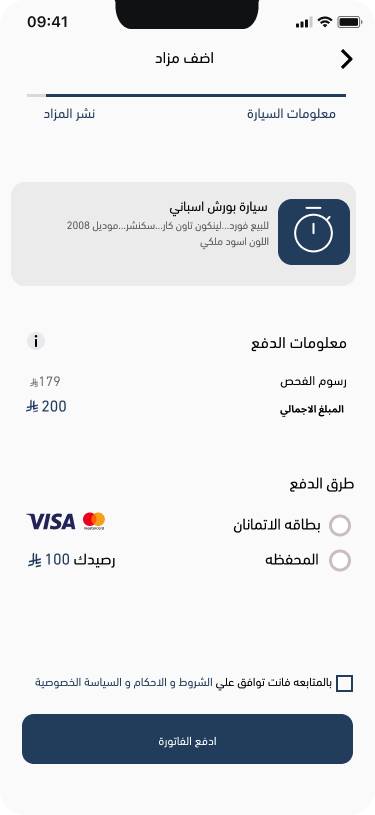 09:41
اضف مزاد
معلومات السيارة
نشر المزاد
سيارة بورش اسباني
للبيع فورد...لينكون تاون كار...سكنشر...موديل 2008
اللون اسود ملكي
معلومات الدفع
رسوم الفحص 179
المبلغ الاجمالي 200
طرق الدفع
بطاقه الاتمانان VISA mastercard
المحفظه رصيدك 100
بالمتابعه فانت توافق علي الشروط و الاحكام و السياسة الخصوصية
ادفع الفاتورة